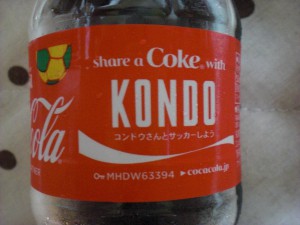 share a Coke® with
KONDO
コンドウさんとサッカーしよう
Cola
MHDW63394 ►cocacola.jp